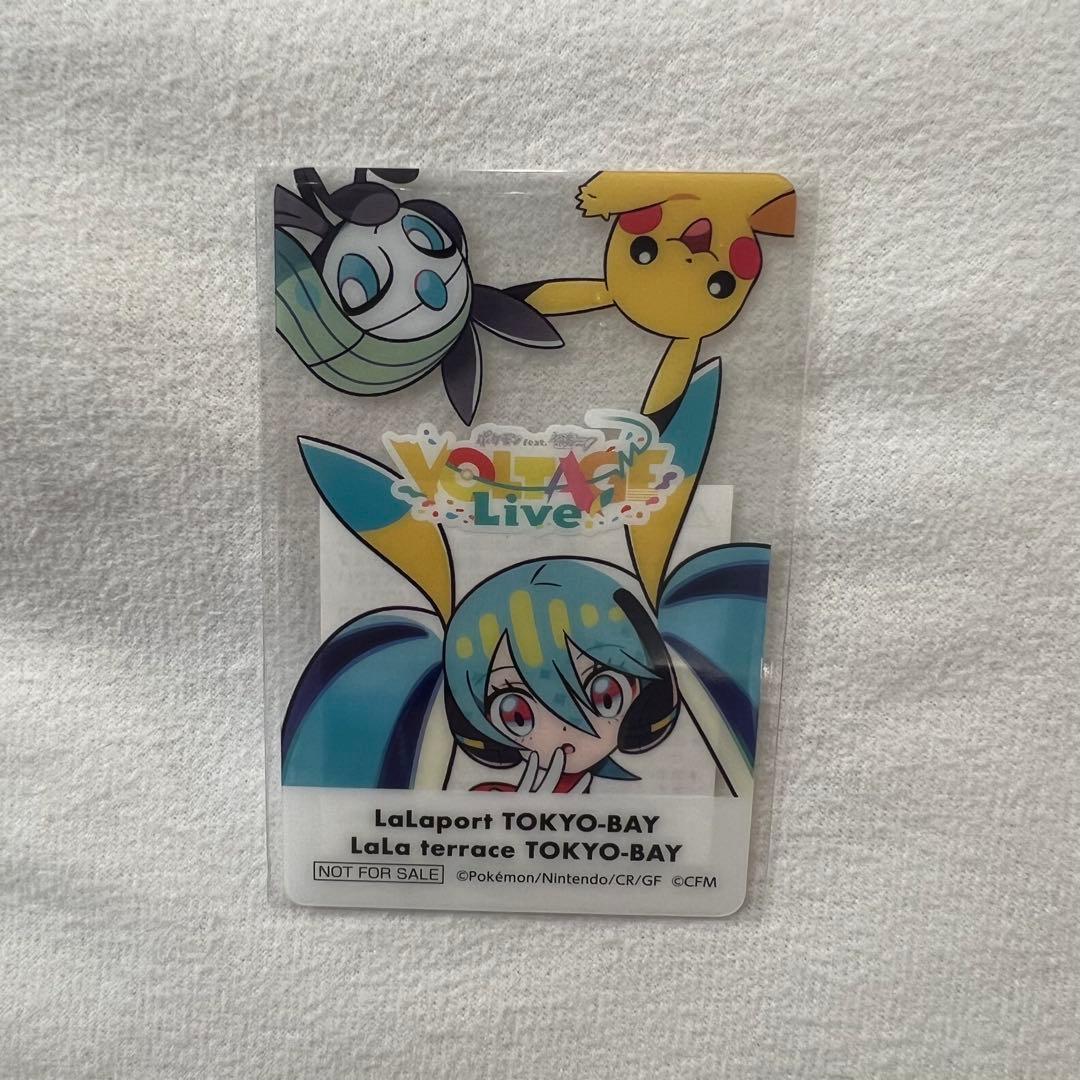 ポケモン feat. 初音ミク
VOLTAGE
Live!
LaLaport TOKYO-BAY
LaLa terrace TOKYO-BAY
NOT FOR SALE ©Pokémon/Nintendo/CR/GF ©CFM